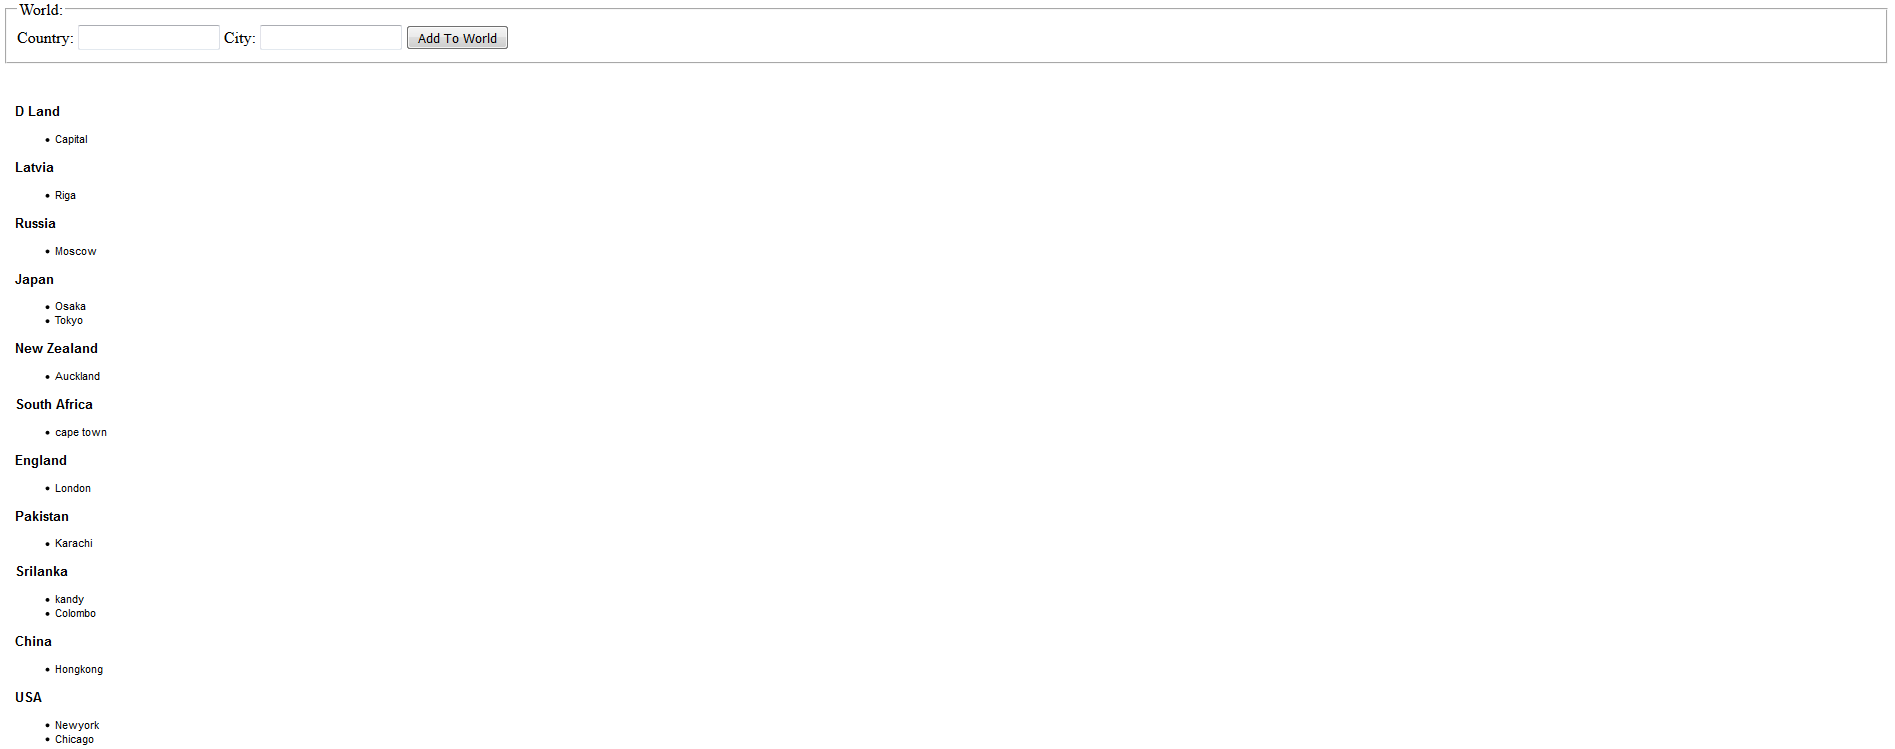 World:
Country: City: Add To World
D Land
Capital
Latvia
Riga
Russia
Moscow
Japan
Osaka
Tokyo
New Zealand
Auckland
South Africa
cape town
England
London
Pakistan
Karachi
Srilanka
kandy
Colombo
China
Hongkong
USA
Newyork
Chicago